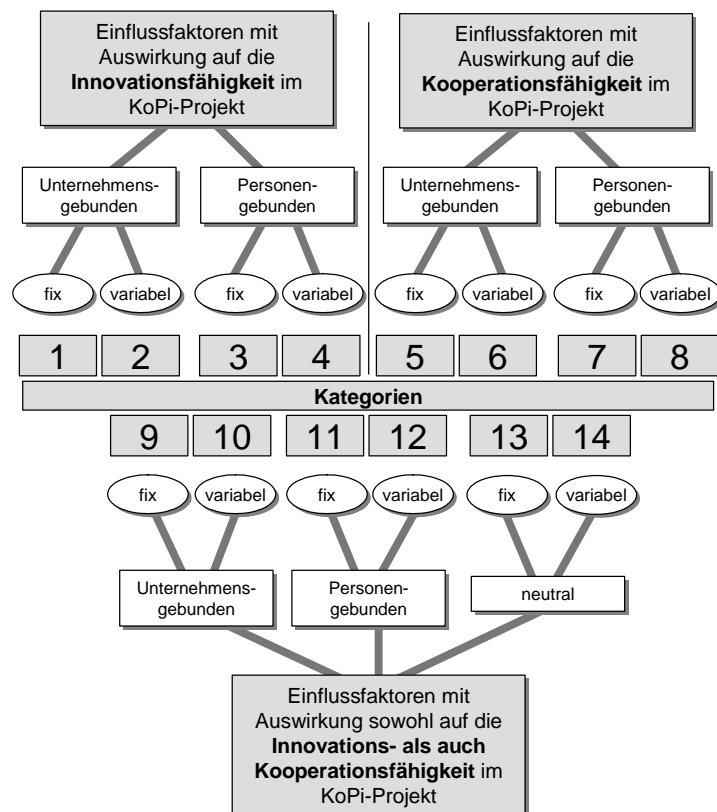 Einflussfaktoren mit
Auswirkung auf die
Innovationsfähigkeit im
KoPi-Projekt
Einflussfaktoren mit
Auswirkung auf die
Kooperationsfähigkeit im
KoPi-Projekt
Unternehmens-
gebunden
Personen-
gebunden
Unternehmens-
gebunden
Personen-
gebunden
fix
variabel
fix
variabel
fix
variabel
fix
variabel
1
2
3
4
5
6
7
8
Kategorien
9
10
11
12
13
14
fix
variabel
fix
variabel
fix
variabel
Unternehmens-
gebunden
Personen-
gebunden
neutral
Einflussfaktoren mit
Auswirkung sowohl auf die
Innovations- als auch
Kooperationsfähigkeit im
KoPi-Projekt